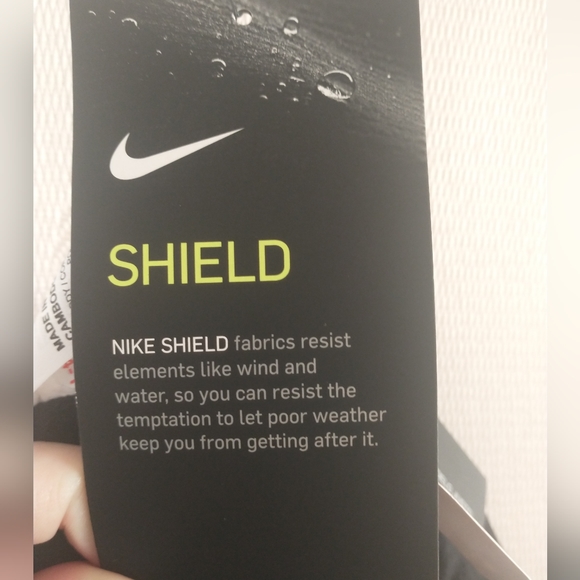 SHIELD
NIKE SHIELD fabrics resist
elements like wind and
water, so you can resist the
temptation to let poor weather
keep you from getting after it.
MADE IN